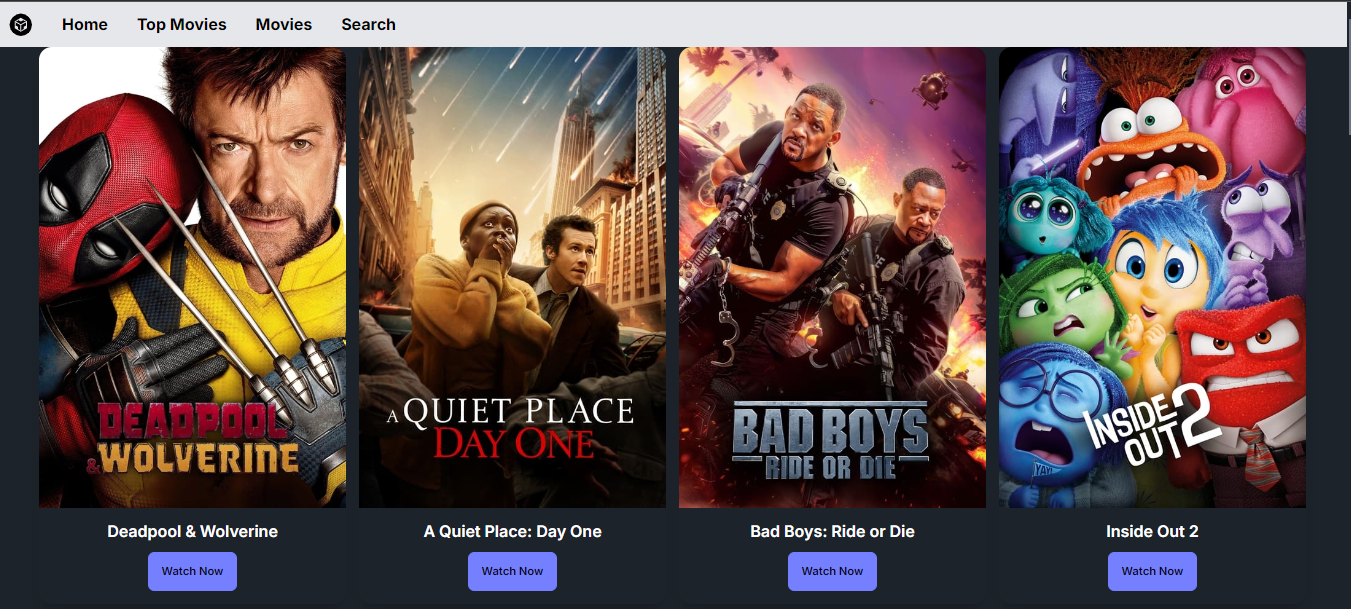 Home
Top Movies
Movies
Search
DEADPOOL
& WOLVERINE
A QUIET PLACE
DAY ONE
BAD BOYS
RIDE OR DIE
INSIDE
OUT 2
YAY!
Deadpool & Wolverine
A Quiet Place: Day One
Bad Boys: Ride or Die
Inside Out 2
Watch Now
Watch Now
Watch Now
Watch Now